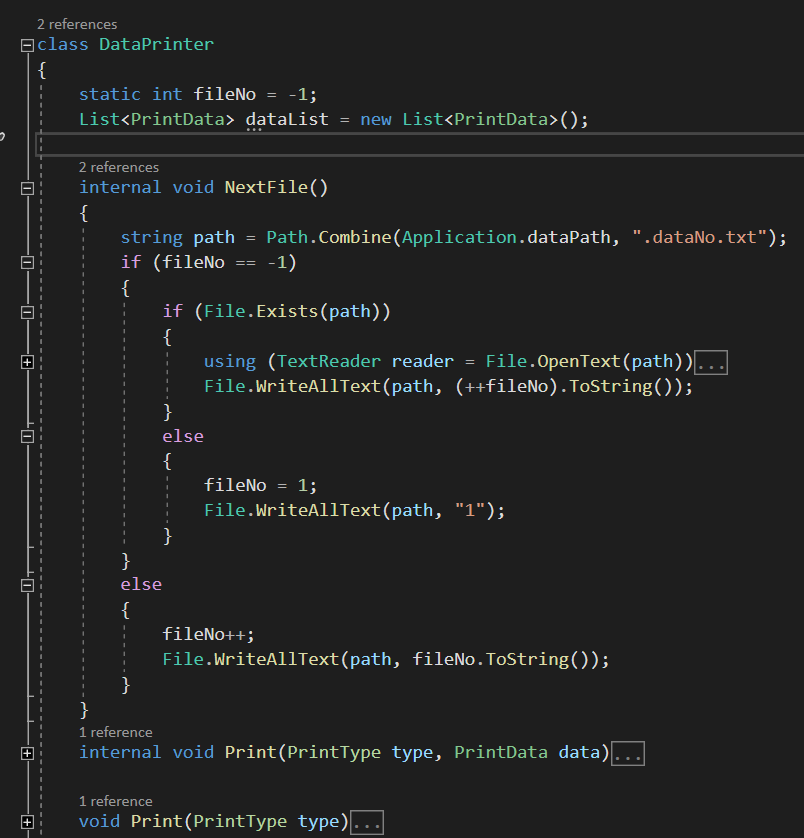 2 references
class DataPrinter
{
static int fileNo = -1;
List<PrintData> dataList = new List<PrintData>();
2 references
internal void NextFile()
{
string path = Path.Combine(Application.dataPath, ".dataNo.txt");
if (fileNo == -1)
{
if (File.Exists(path))
{
using (TextReader reader = File.OpenText(path))...
File.WriteAllText(path, (++fileNo).ToString());
}
else
{
fileNo = 1;
File.WriteAllText(path, "1");
}
}
else
{
fileNo++;
File.WriteAllText(path, fileNo.ToString());
}
}
1 reference
internal void Print(PrintType type, PrintData data)...
1 reference
void Print(PrintType type)...